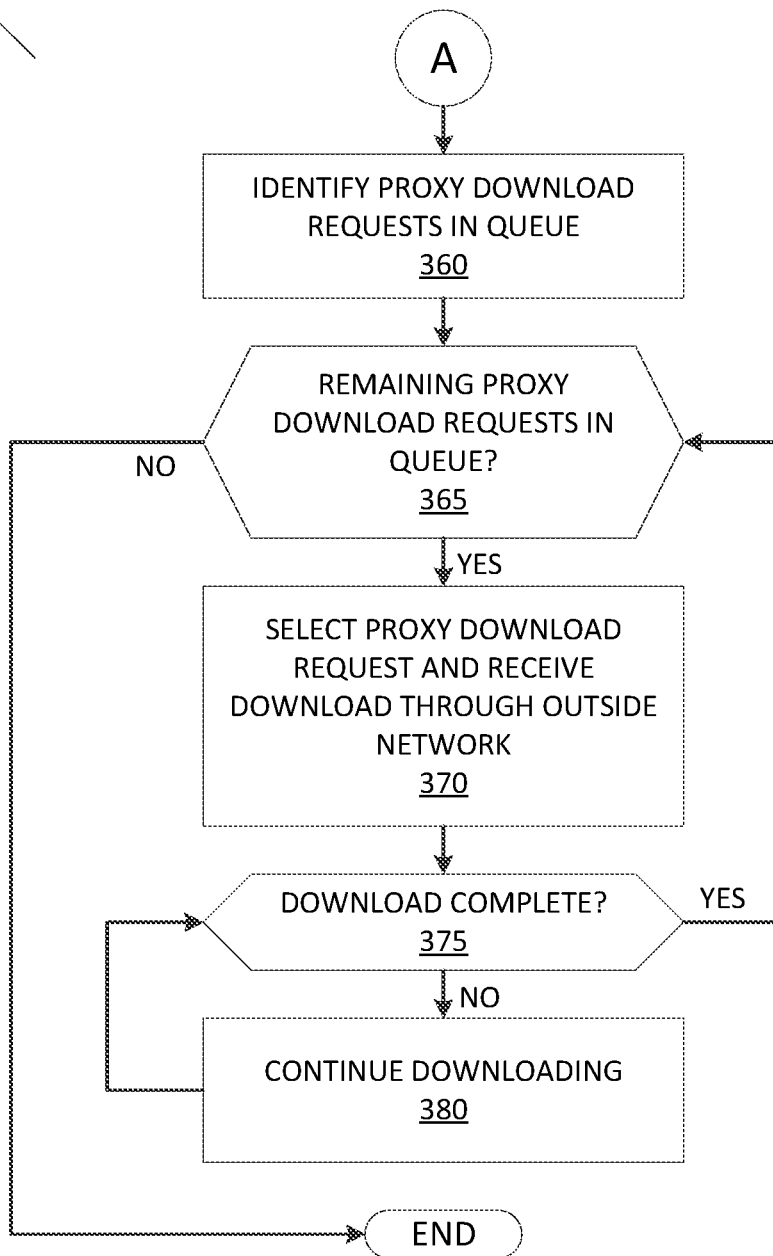 A
IDENTIFY PROXY DOWNLOAD
REQUESTS IN QUEUE
360
REMAINING PROXY
DOWNLOAD REQUESTS IN
QUEUE?
365
NO
YES
SELECT PROXY DOWNLOAD
REQUEST AND RECEIVE
DOWNLOAD THROUGH OUTSIDE
NETWORK
370
DOWNLOAD COMPLETE?
375
YES
NO
CONTINUE DOWNLOADING
380
END